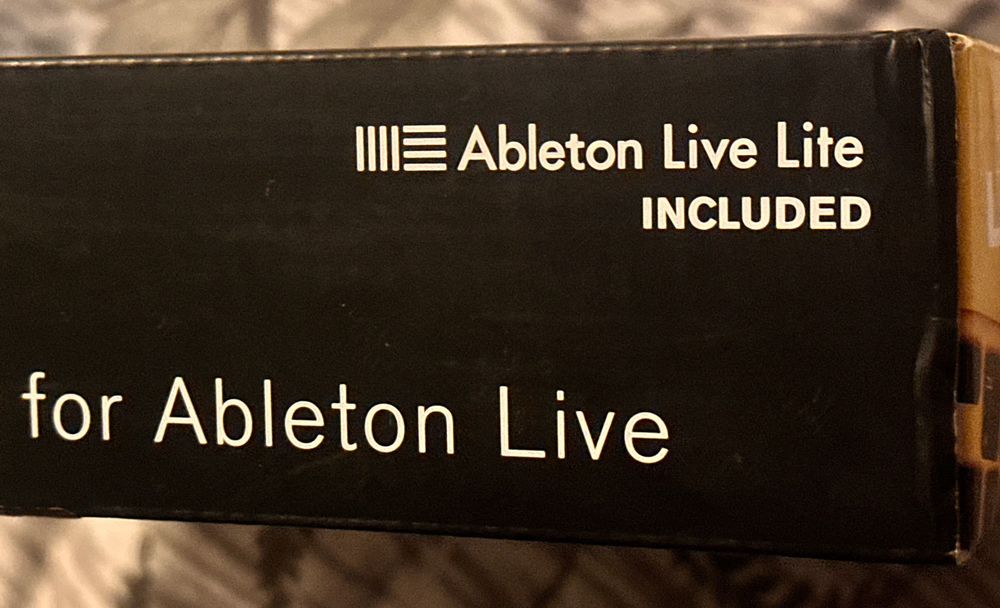 Ableton Live Lite
INCLUDED
for Ableton Live